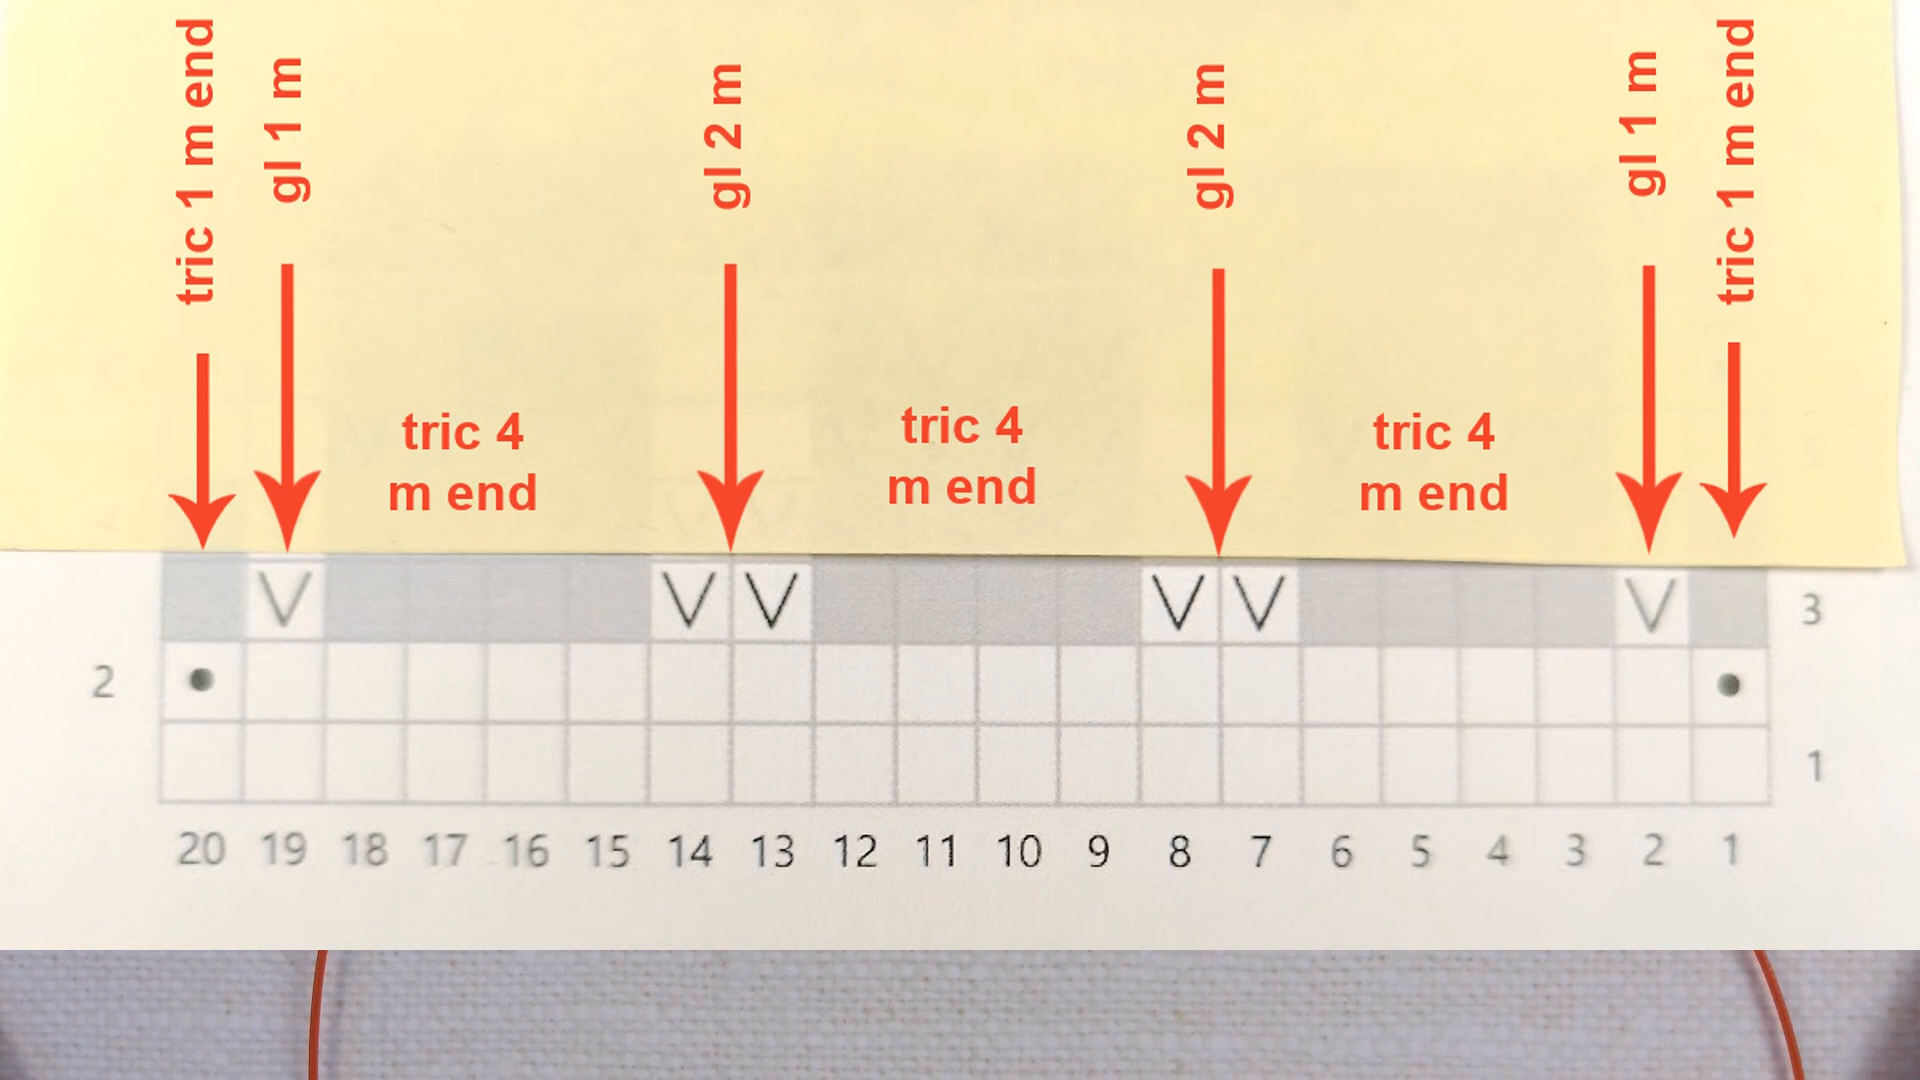 tric 1 m end
gl 1 m
gl 2 m
gl 2 m
gl 1 m
tric 1 m end
tric 4
m end
tric 4
m end
tric 4
m end
V V V V V V 3
2
1
20 19 18 17 16 15 14 13 12 11 10 9 8 7 6 5 4 3 2 1